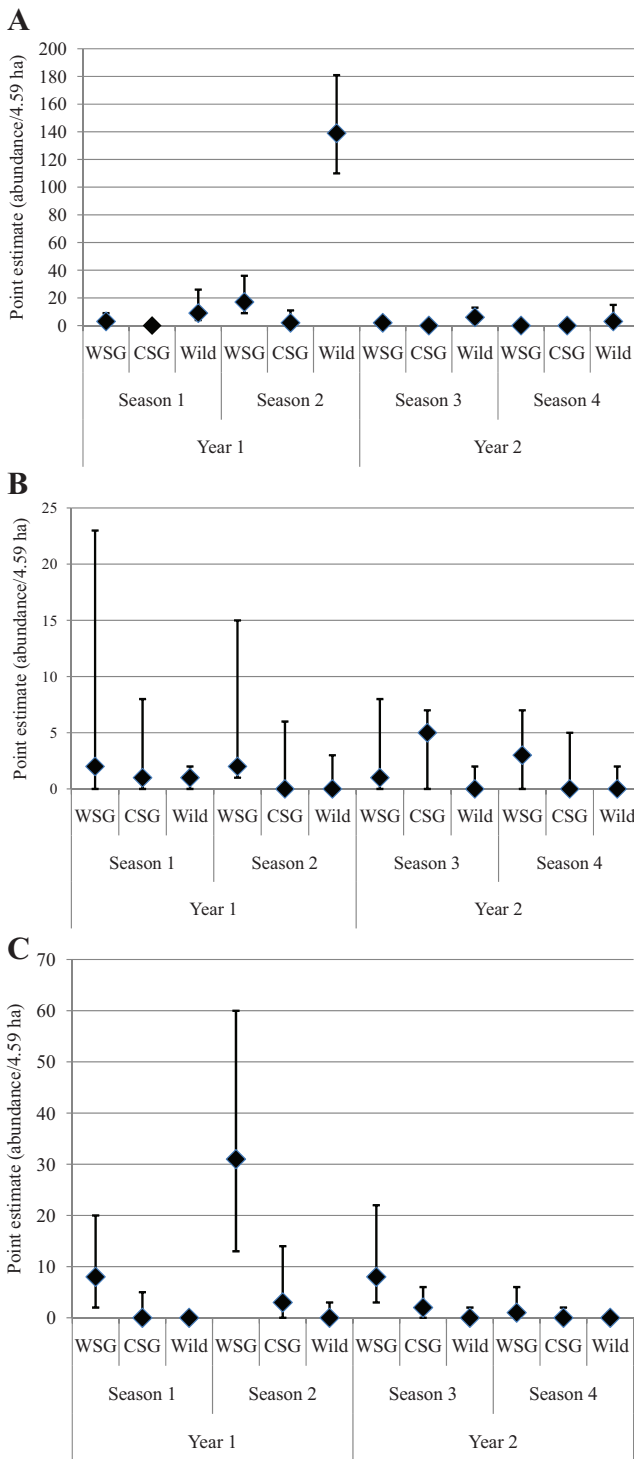 A
Point estimate (abundance/4.59 ha)
200
180
160
140
120
100
80
60
40
20
0
WSG CSG Wild WSG CSG Wild WSG CSG Wild WSG CSG Wild
Season 1 Season 2 Season 3 Season 4
Year 1 Year 2
B
Point estimate (abundance/4.59 ha)
25
20
15
10
5
0
WSG CSG Wild WSG CSG Wild WSG CSG Wild WSG CSG Wild
Season 1 Season 2 Season 3 Season 4
Year 1 Year 2
C
Point estimate (abundance/4.59 ha)
70
60
50
40
30
20
10
0
WSG CSG Wild WSG CSG Wild WSG CSG Wild WSG CSG Wild
Season 1 Season 2 Season 3 Season 4
Year 1 Year 2